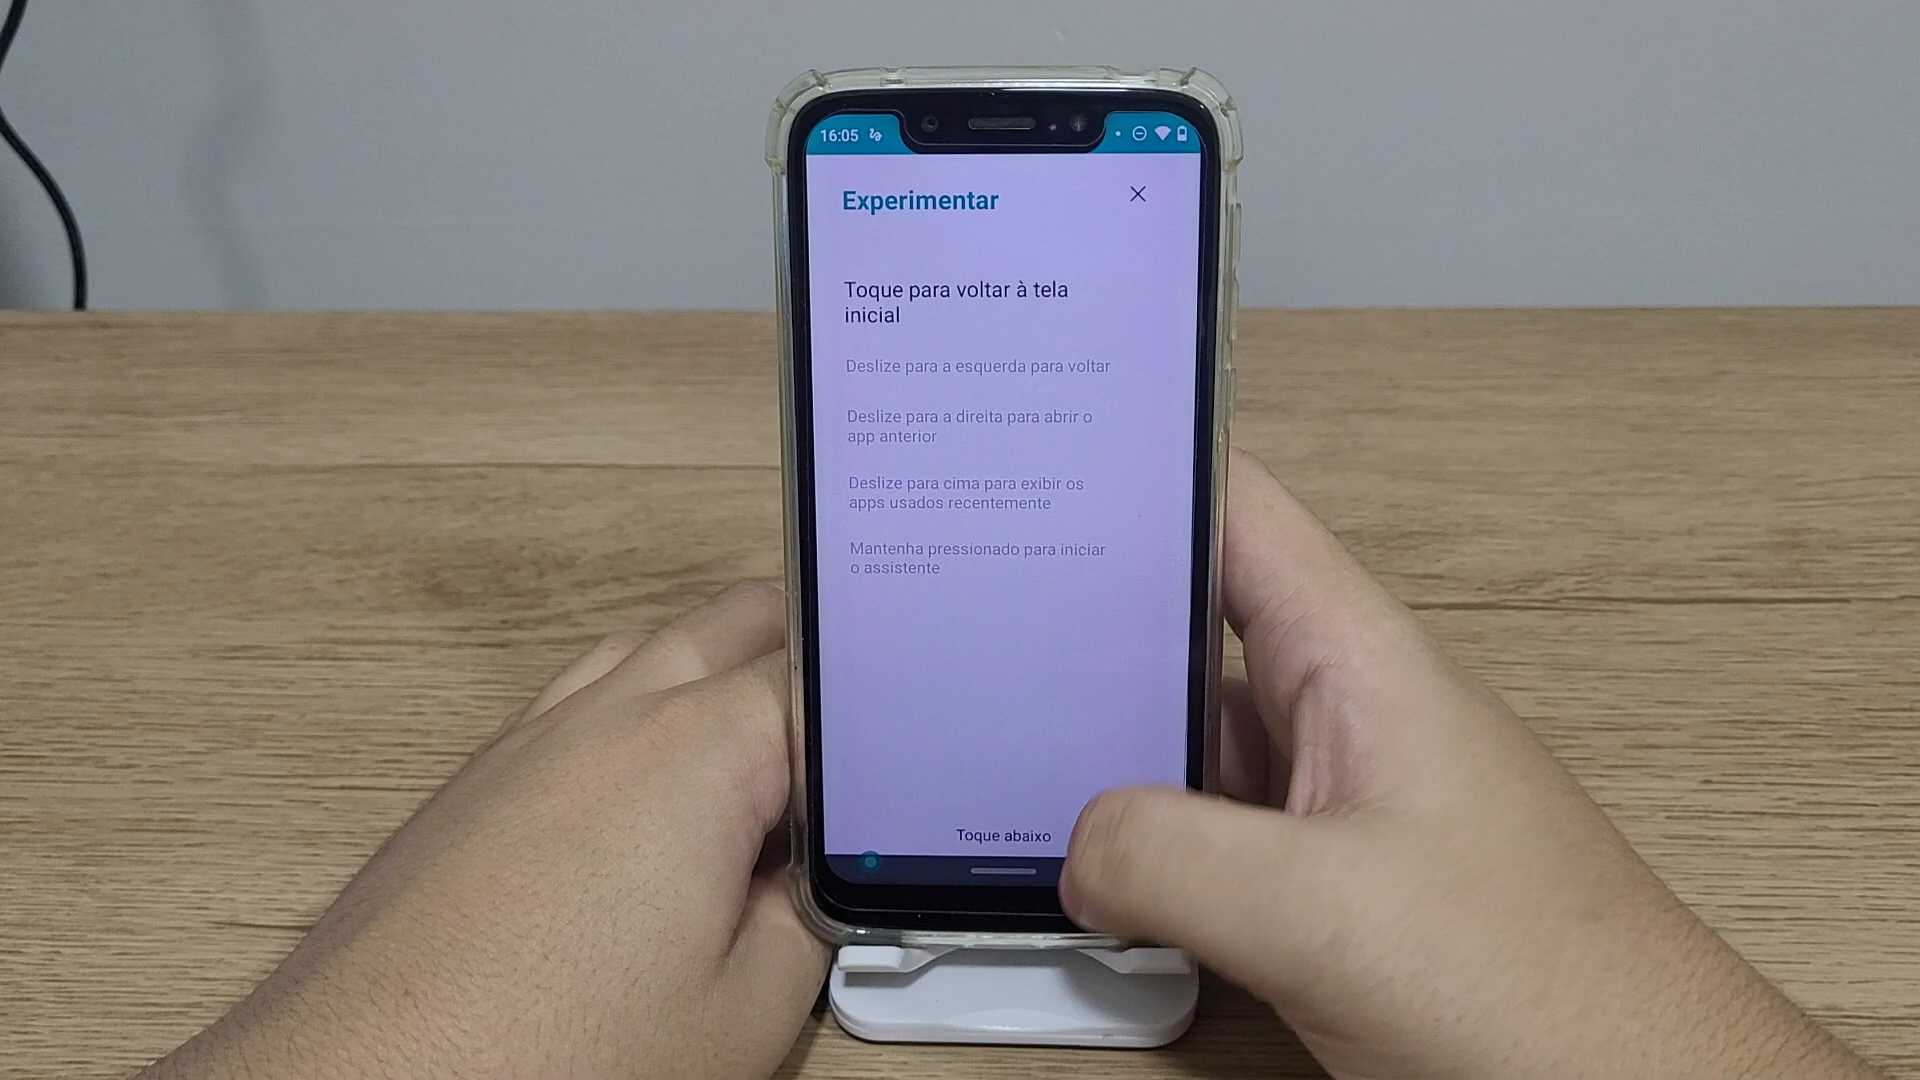 16:05
Experimentar
Toque para voltar à tela
inicial
Deslize para a esquerda para voltar
Deslize para a direita para abrir o
app anterior
Deslize para cima para exibir os
apps usados recentemente
Mantenha pressionado para iniciar
o assistente
Toque abaixo